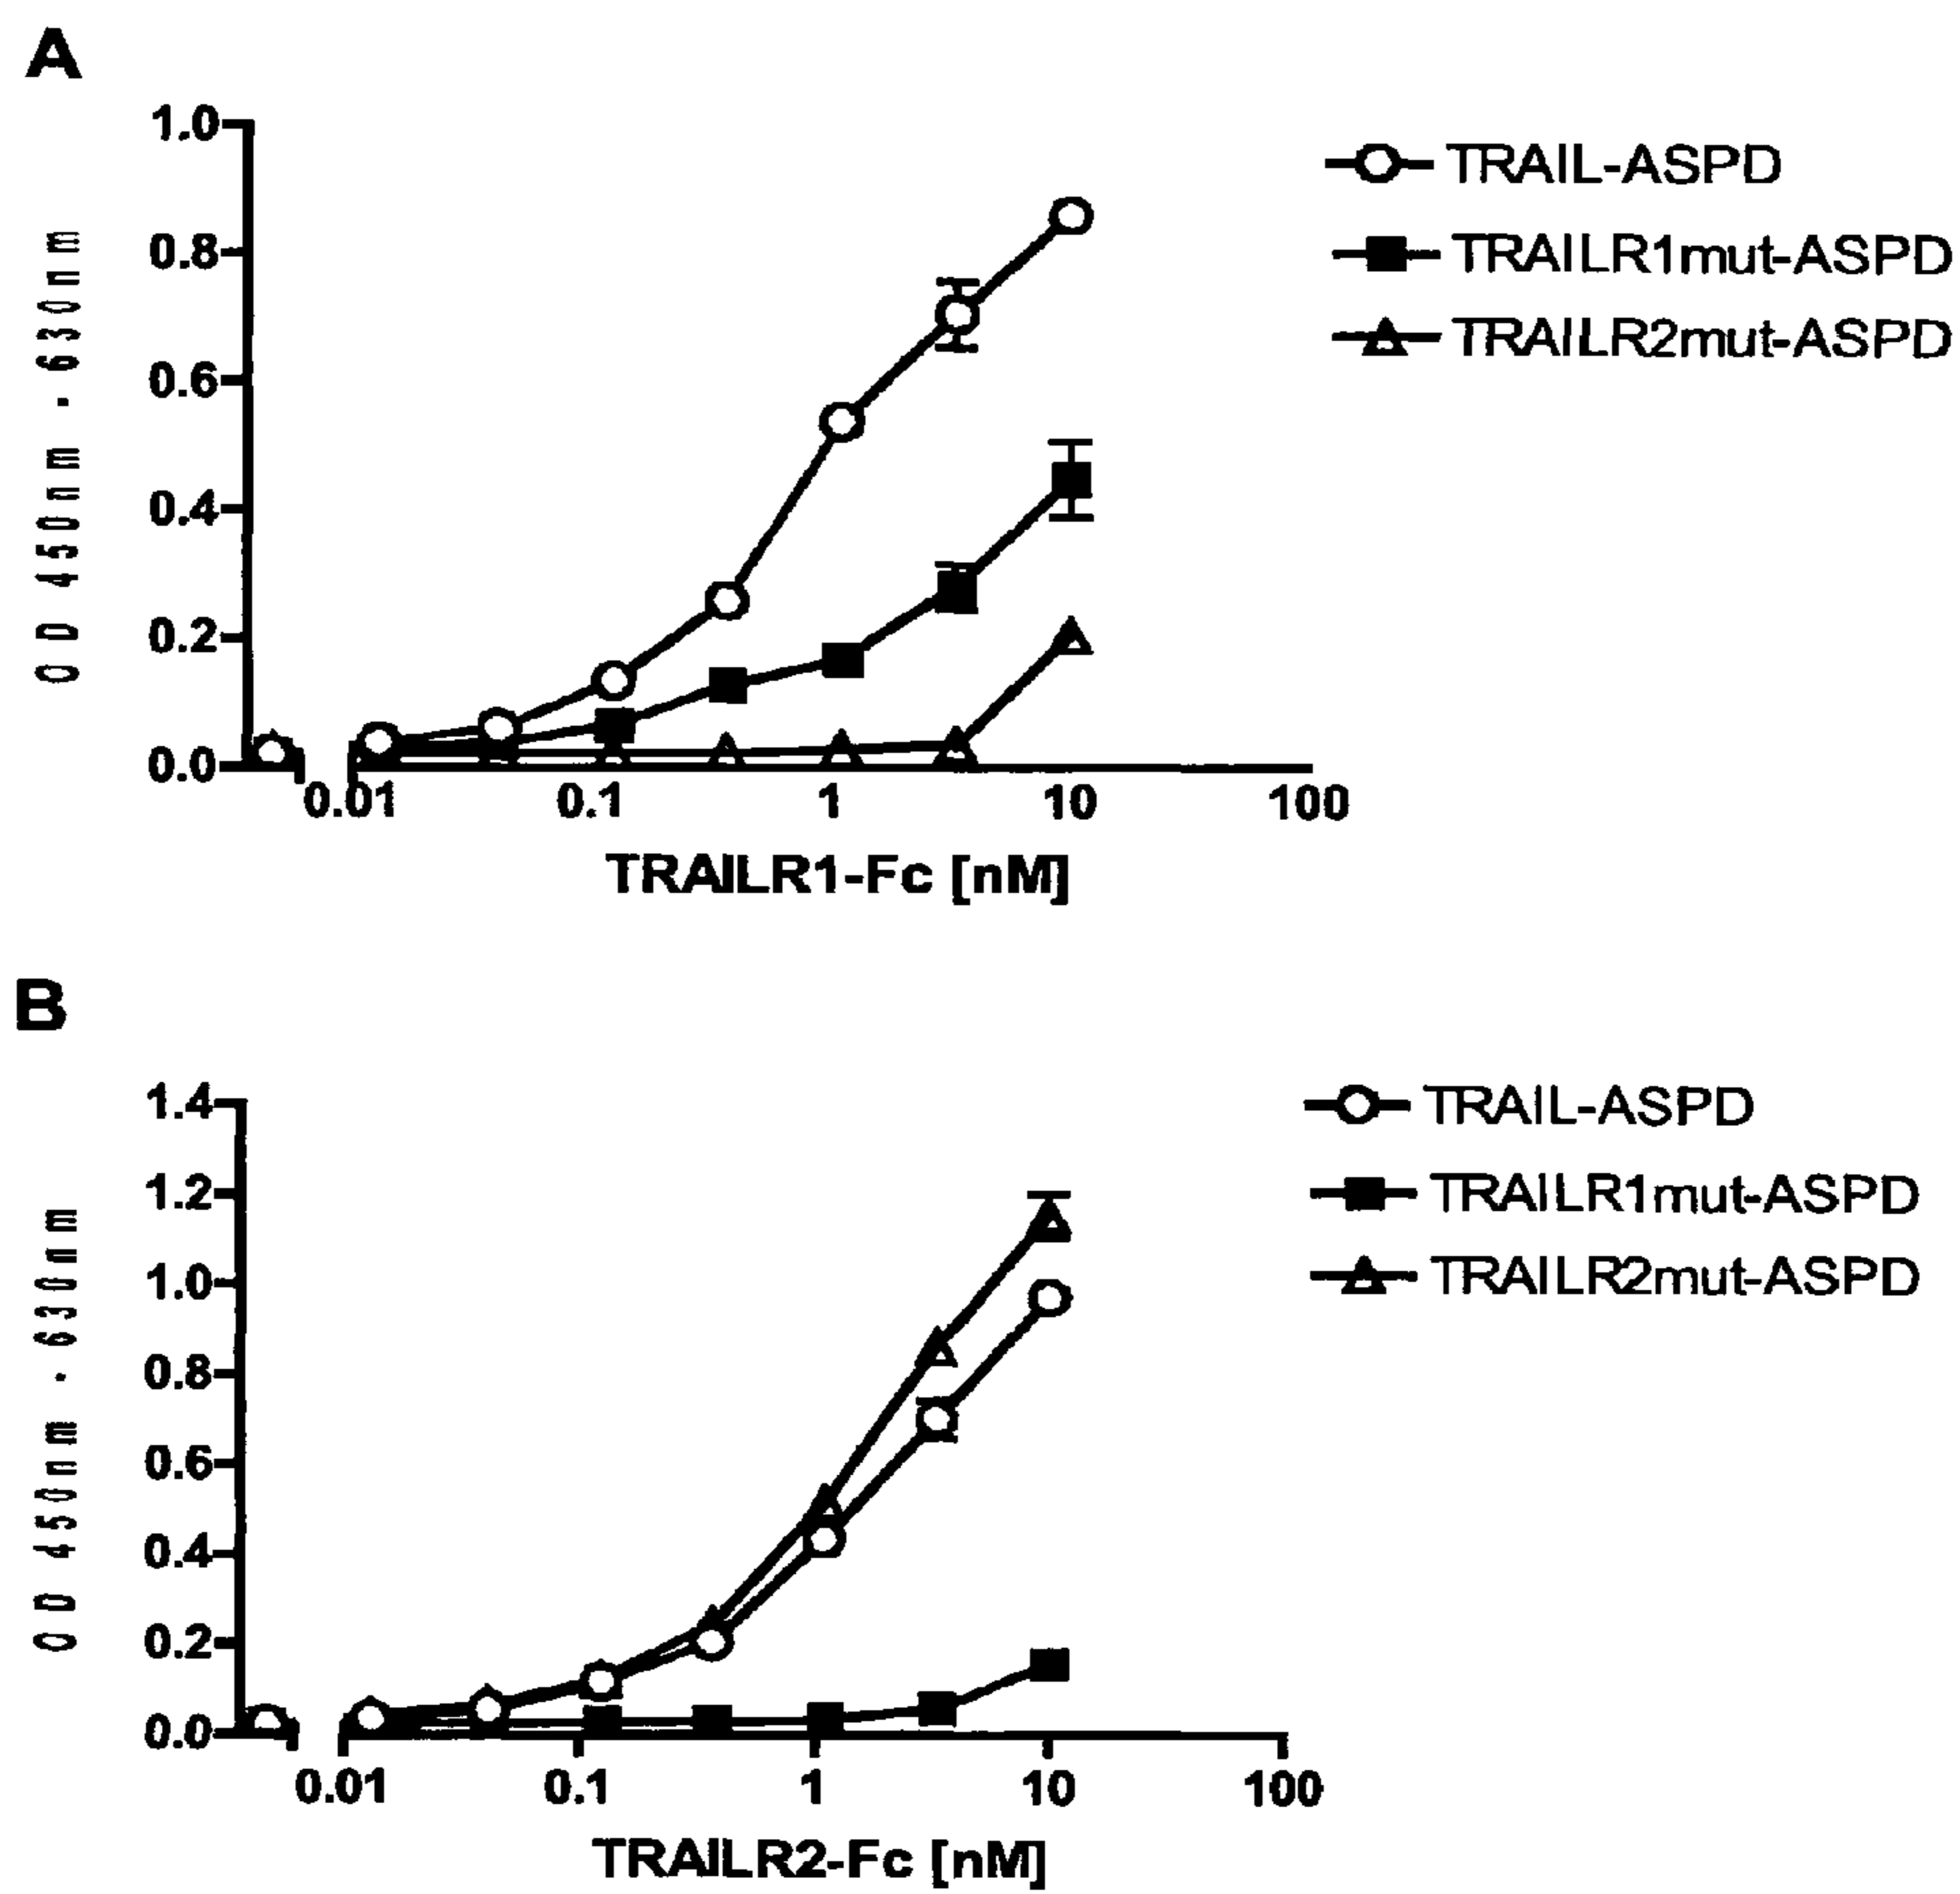 A
1.0
0.8
0.6
0.4
0.2
0.0
OD 450nm - 630nm
0.01
0.1
1
10
100
TRAILR1-Fc [nM]
TRAIL-ASPD
TRAILR1mut-ASPD
TRAILR2mut-ASPD
B
1.4
1.2
1.0
0.8
0.6
0.4
0.2
0.0
OD 450nm - 630nm
0.01
0.1
1
10
100
TRAILR2-Fc [nM]
TRAIL-ASPD
TRAILR1mut-ASPD
TRAILR2mut-ASPD